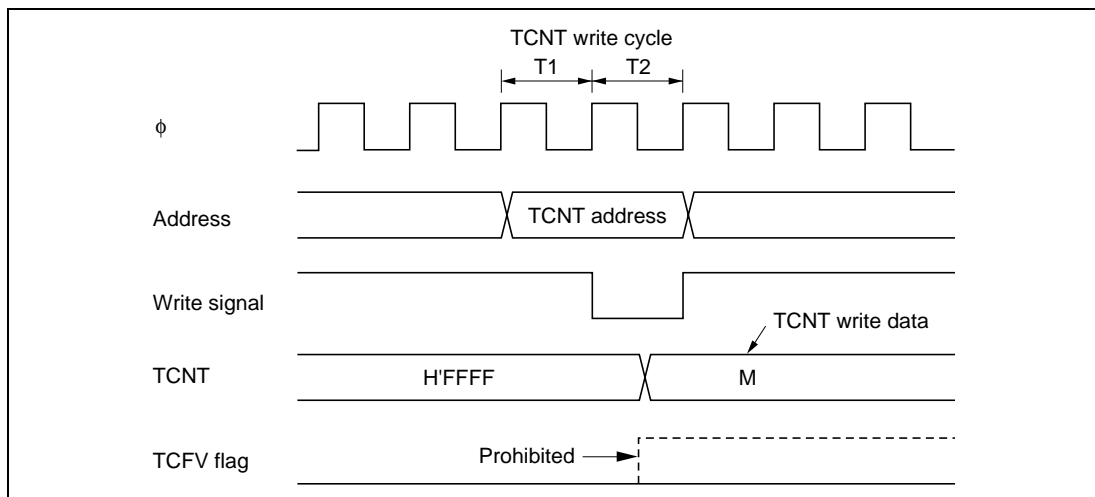 TCNT write cycle
T1 T2
ϕ
Address TCNT address
Write signal
TCNT write data
TCNT H'FFFF M
TCFV flag Prohibited